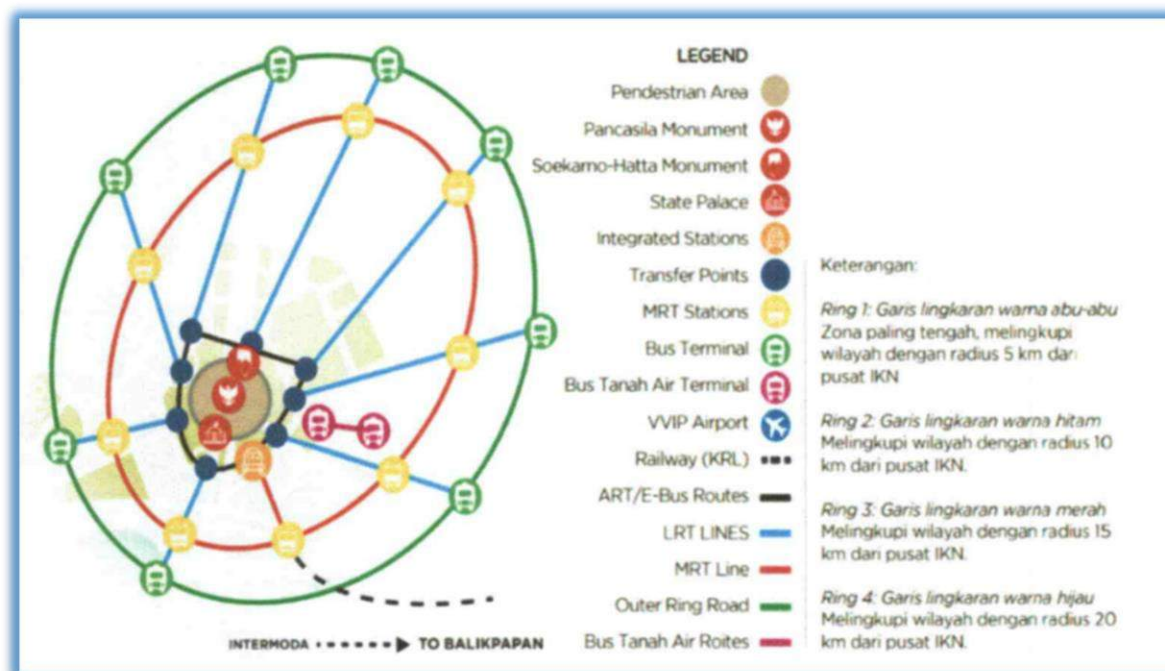 LEGEND
Pendestrian Area
Pancasila Monument
Soekarno-Hatta Monument
State Palace
Integrated Stations
Transfer Points
MRT Stations
Bus Terminal
Bus Tanah Air Terminal
VVIP Airport
Railway (KRL)
ART/E-Bus Routes
LRT LINES
MRT Line
Outer Ring Road
Bus Tanah Air Roites
Keterangan:
Ring 1: Garis lingkaran warna abu-abu
Zona paling tengah, melingkupi
wilayah dengan radius 5 km dari
pusat IKN
Ring 2: Garis lingkaran warna hitam
Melingkupi wilayah dengan radius 10
km dari pusat IKN.
Ring 3: Garis lingkaran warna merah
Melingkupi wilayah dengan radius 15
km dari pusat IKN.
Ring 4: Garis lingkaran warna hijau
Melingkupi wilayah dengan radius 20
km dari pusat IKN.
INTERMODA TO BALIKPAPAN